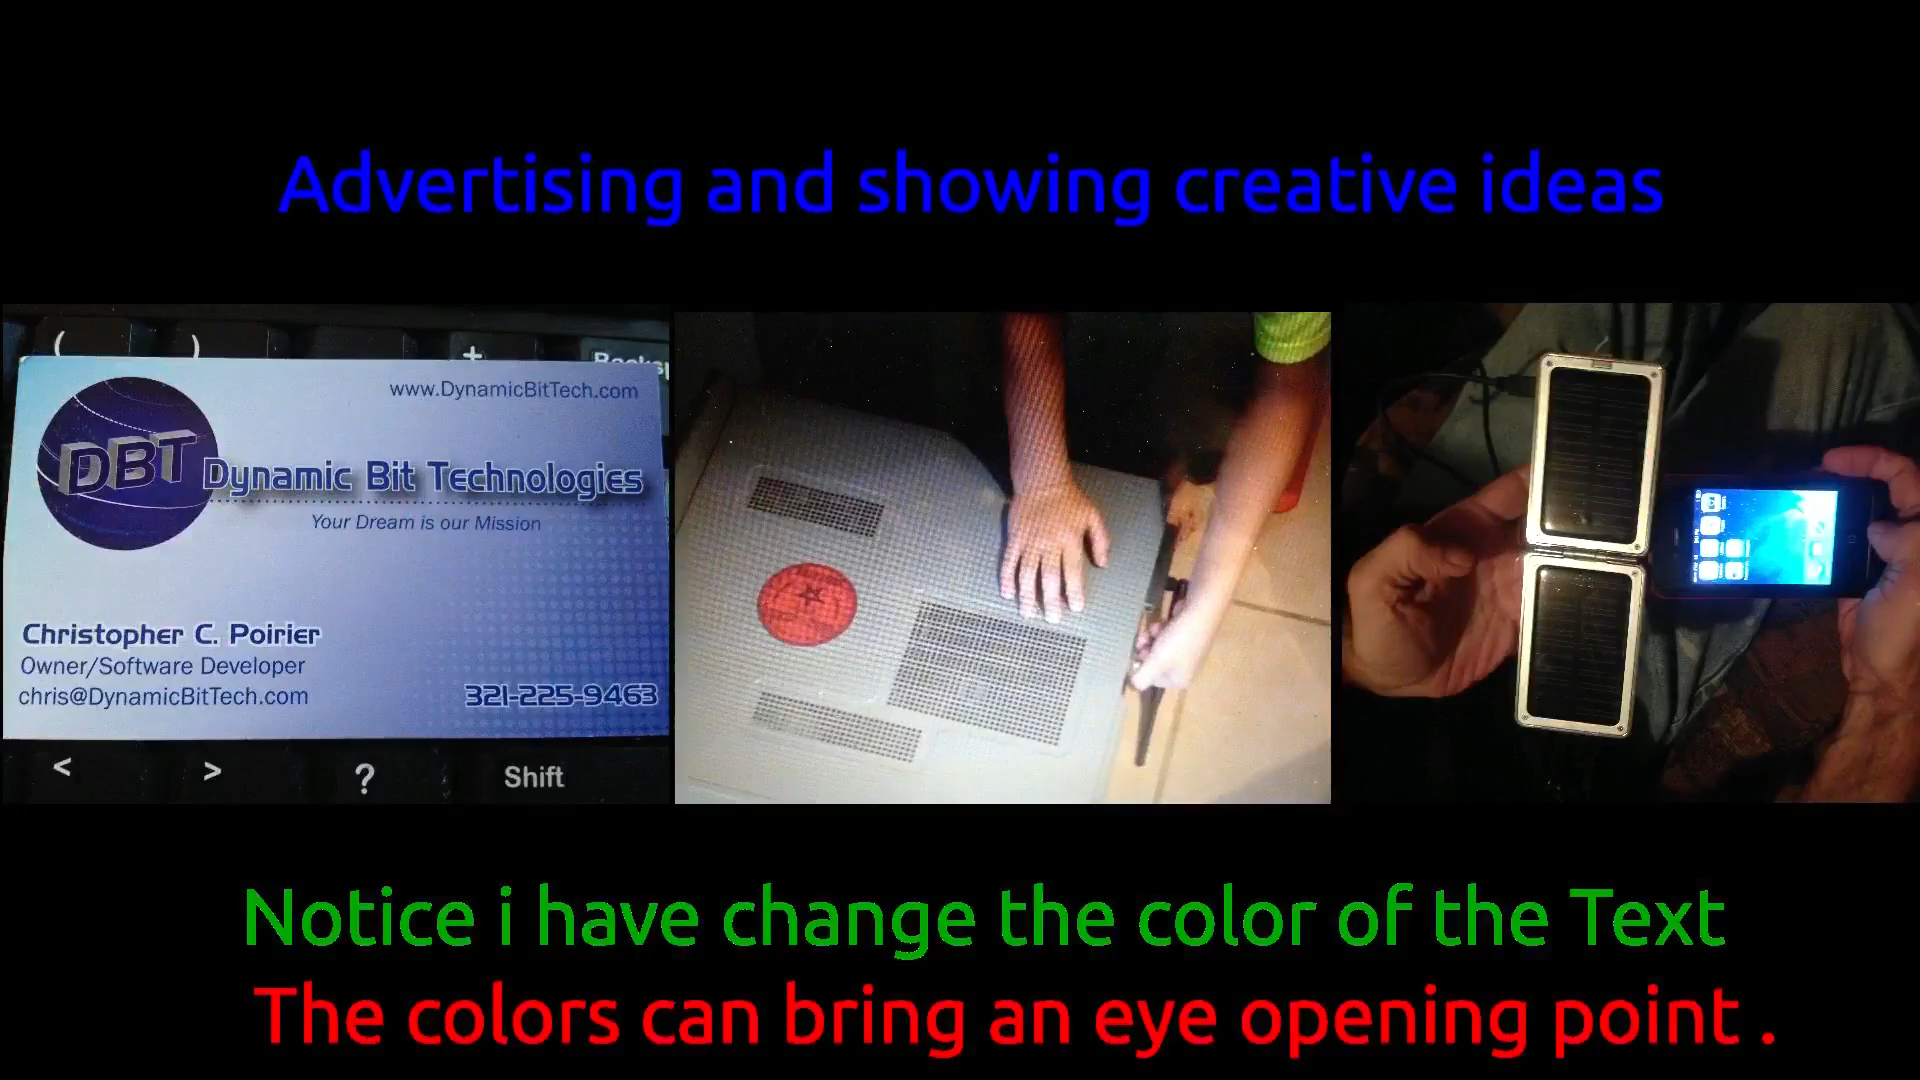 Advertising and showing creative ideas
( ) +
www.DynamicBitTech.com
DBT Dynamic Bit Technologies
Your Dream is our Mission
Christopher C. Poirier
Owner/Software Developer
chris@DynamicBitTech.com
321-225-9463
< > ? Shift
Notice i have change the color of the Text
The colors can bring an eye opening point .